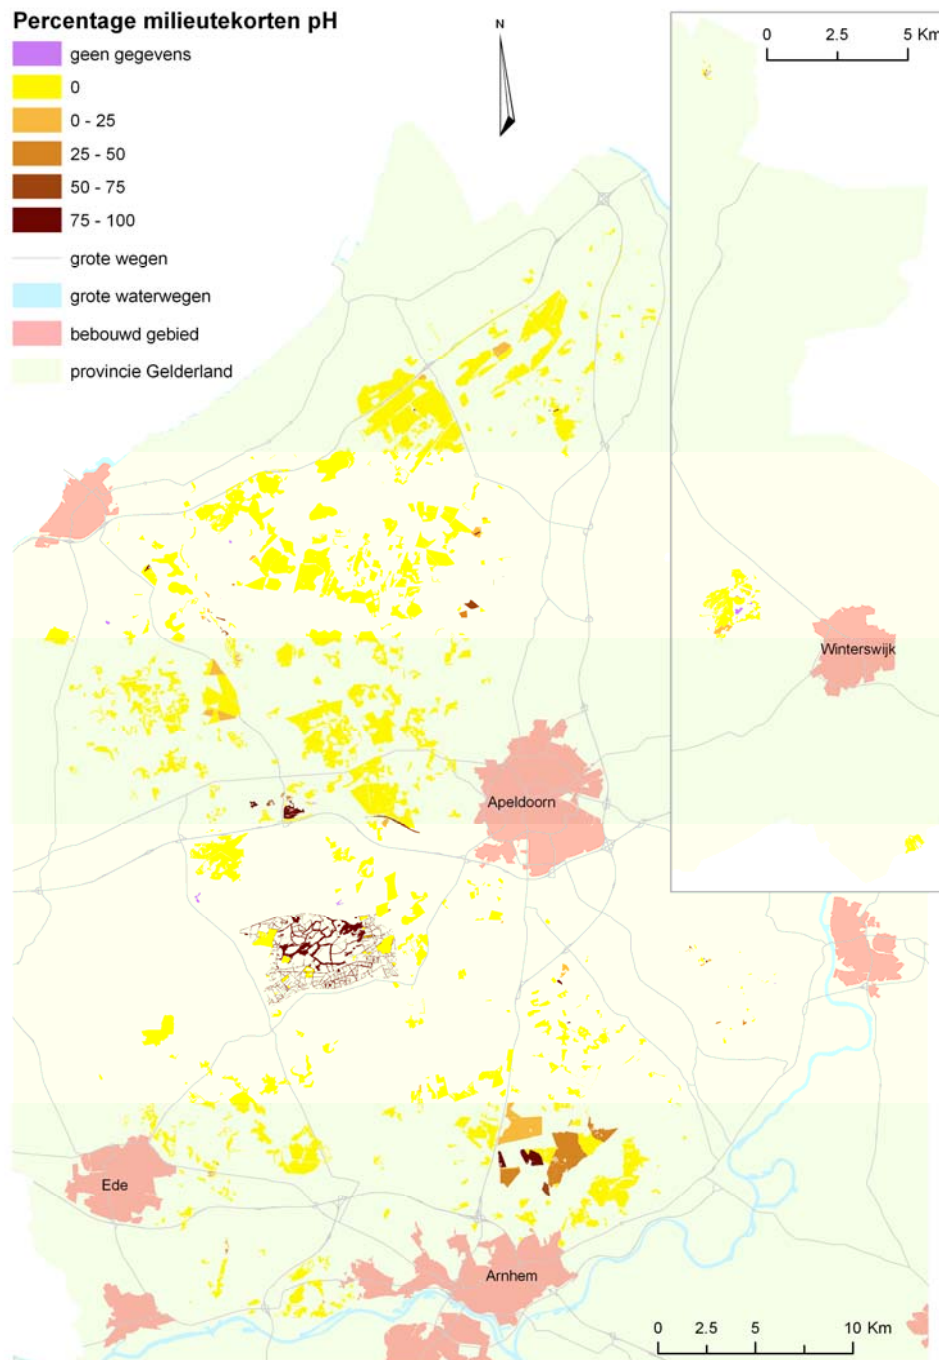 Percentage milieutekorten pH
geen gegevens
0
0 - 25
25 - 50
50 - 75
75 - 100
grote wegen
grote waterwegen
bebouwd gebied
provincie Gelderland
N
0 2.5 5 Km
Winterswijk
Apeldoorn
Ede
Arnhem
0 2.5 5 10 Km